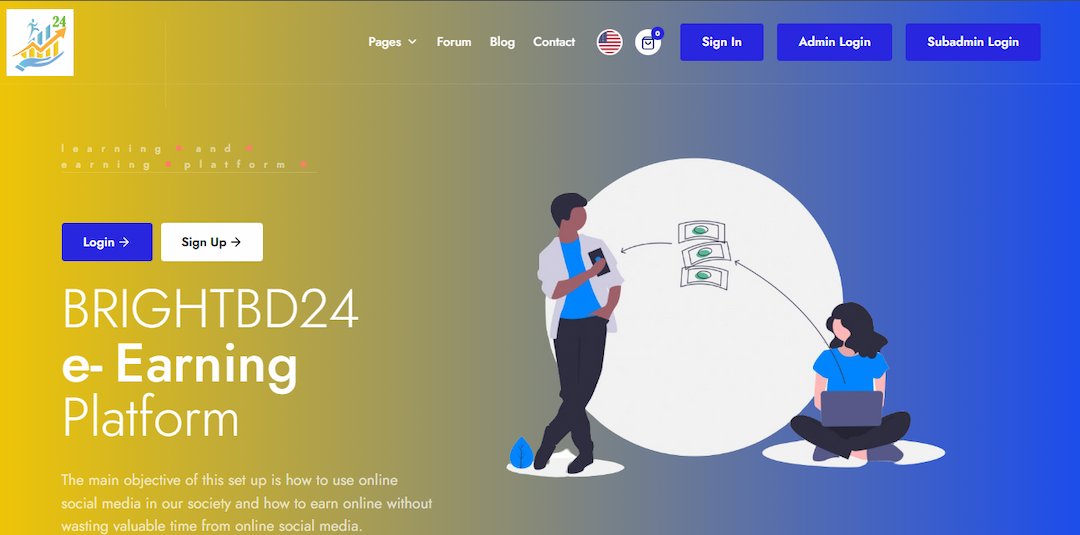 24
Pages
Forum
Blog
Contact
0
Sign In
Admin Login
Subadmin Login
learning and
earning platform
Login →
Sign Up →
BRIGHTBD24
e- Earning
Platform
The main objective of this set up is how to use online
social media in our society and how to earn online without
wasting valuable time from online social media.